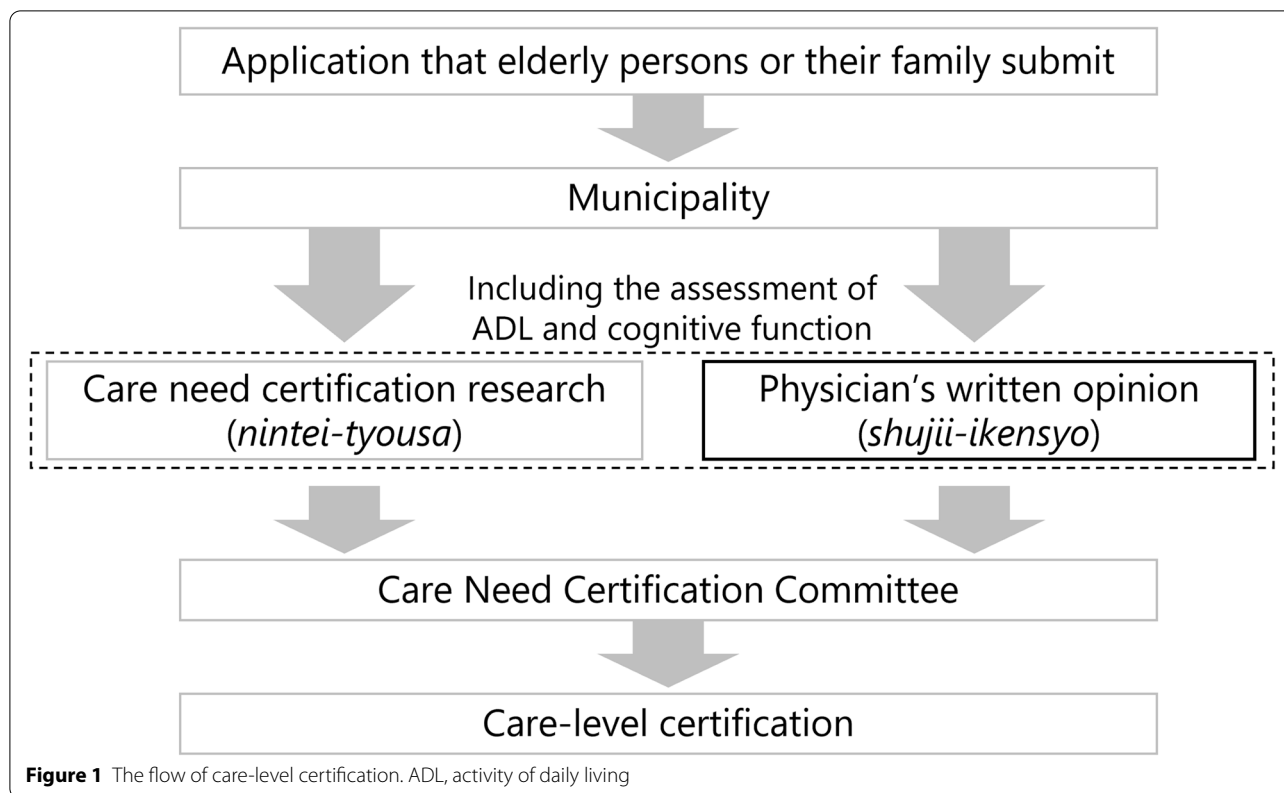 Application that elderly persons or their family submit
Municipality
Including the assessment of
ADL and cognitive function
Care need certification research
(nintei-tyousa)
Physician’s written opinion
(shujii-ikensyo)
Care Need Certification Committee
Care-level certification
Figure 1 The flow of care-level certification. ADL, activity of daily living